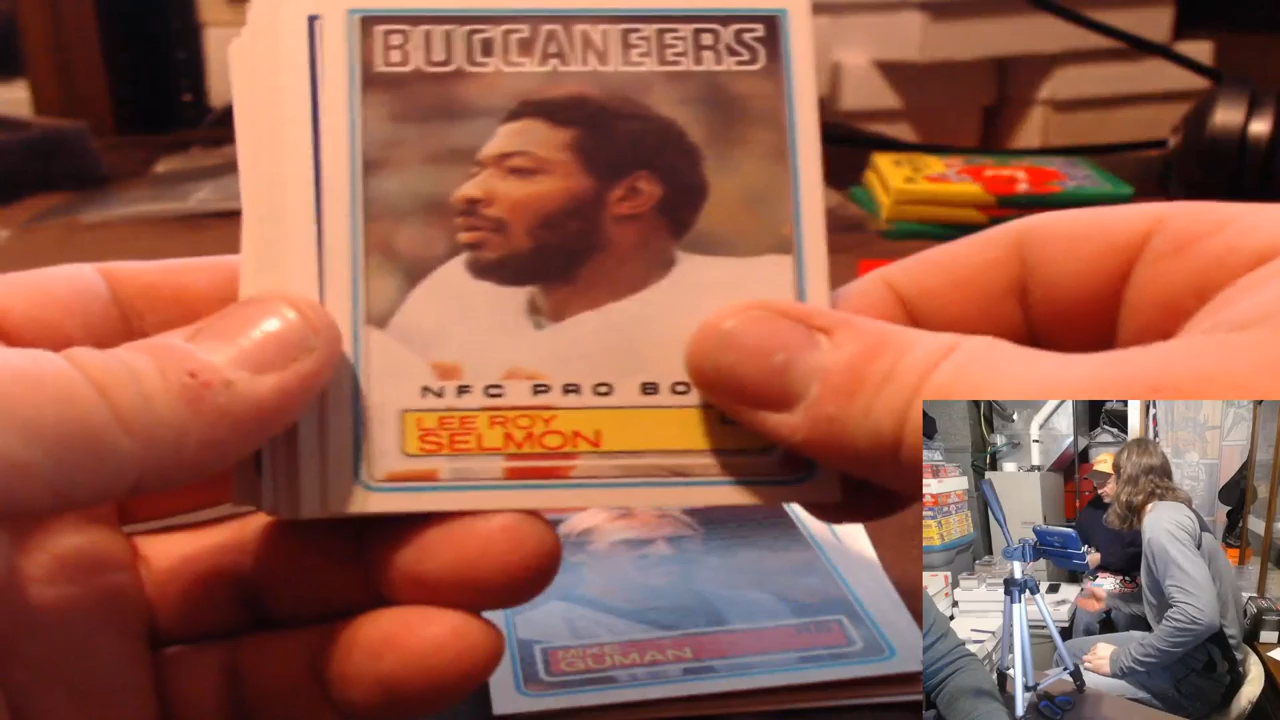 BUCCANEERS
NFC PRO BO
LEE ROY
SELMON
MIKE
GUMAN